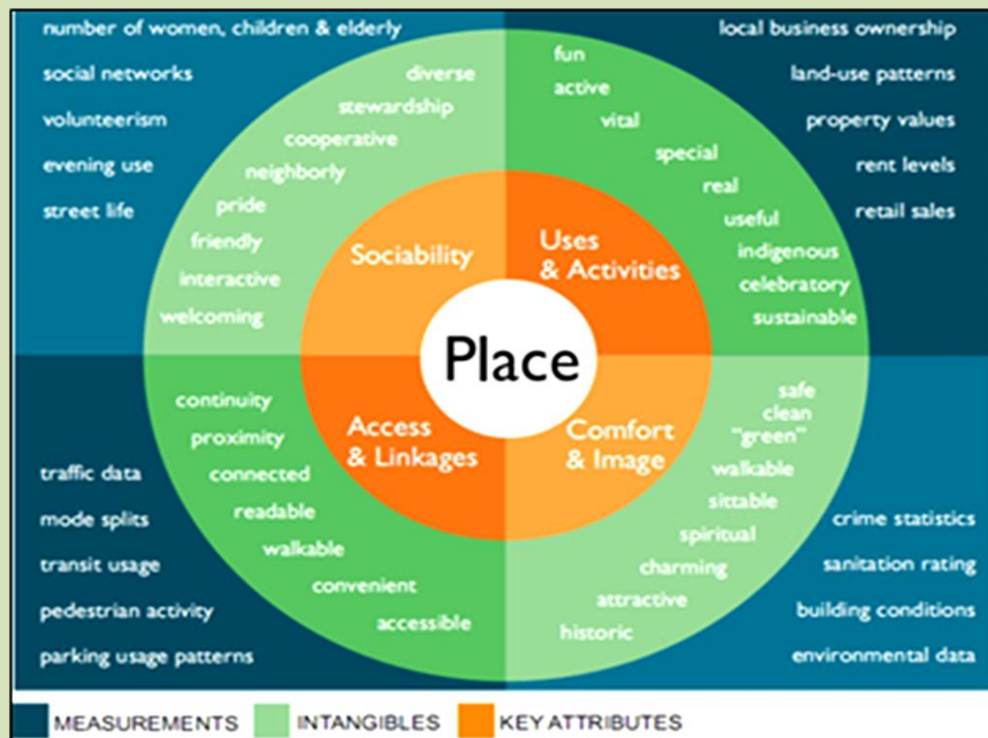 number of women, children & elderly
social networks
volunteerism
evening use
street life
diverse
stewardship
cooperative
neighborly
pride
friendly
interactive
welcoming
Sociability
fun
active
vital
special
real
useful
indigenous
celebratory
sustainable
Uses
& Activities
local business ownership
land-use patterns
property values
rent levels
retail sales
Place
traffic data
mode splits
transit usage
pedestrian activity
parking usage patterns
continuity
proximity
connected
readable
walkable
convenient
accessible
Access
& Linkages
Comfort
& Image
safe
clean
"green"
walkable
sittable
spiritual
charming
attractive
historic
crime statistics
sanitation rating
building conditions
environmental data
MEASUREMENTS INTANGIBLES KEY ATTRIBUTES